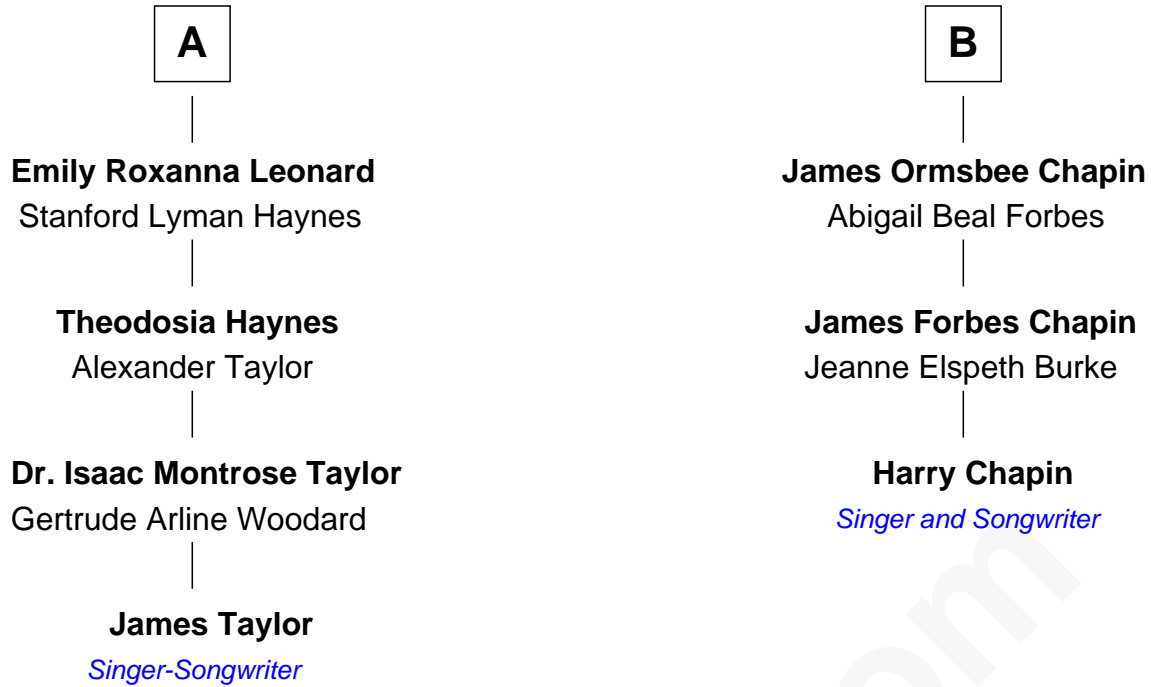 A
Emily Roxanna Leonard
Stanford Lyman Haynes
Theodosia Haynes
Alexander Taylor
Dr. Isaac Montrose Taylor
Gertrude Arline Woodard
James Taylor
Singer-Songwriter
B
James Ormsbee Chapin
Abigail Beal Forbes
James Forbes Chapin
Jeanne Elspeth Burke
Harry Chapin
Singer and Songwriter
om